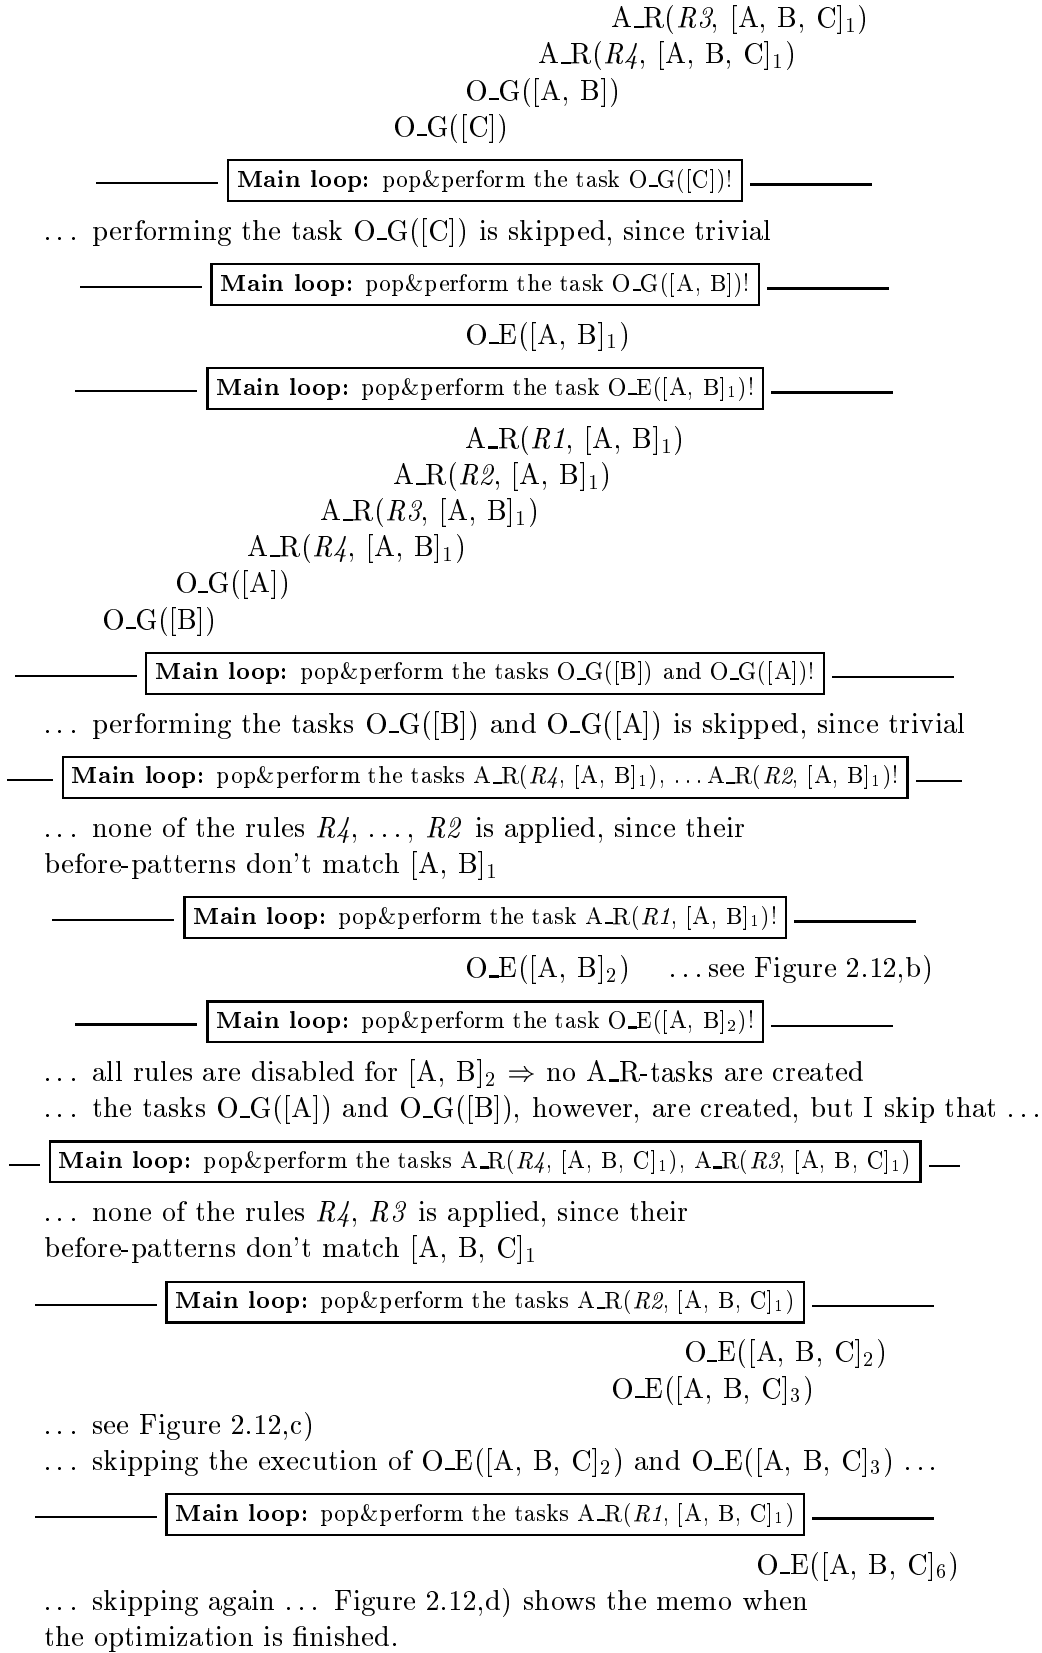 A_R(R3, [A, B, C]₁)
A_R(R4, [A, B, C]₁)
O_G([A, B])
O_G([C])
Main loop: pop&perform the task O_G([C])!
... performing the task O_G([C]) is skipped, since trivial
Main loop: pop&perform the task O_G([A, B])!
O_E([A, B]₁)
Main loop: pop&perform the task O_E([A, B]₁)!
A_R(R1, [A, B]₁)
A_R(R2, [A, B]₁)
A_R(R3, [A, B]₁)
A_R(R4, [A, B]₁)
O_G([A])
O_G([B])
Main loop: pop&perform the tasks O_G([B]) and O_G([A])!
... performing the tasks O_G([B]) and O_G([A]) is skipped, since trivial
Main loop: pop&perform the tasks A_R(R4, [A, B]₁), ... A_R(R2, [A, B]₁)!
... none of the rules R4, ..., R2 is applied, since their
before-patterns don't match [A, B]₁
Main loop: pop&perform the task A_R(R1, [A, B]₁)!
O_E([A, B]₂) ... see Figure 2.12,b)
Main loop: pop&perform the task O_E([A, B]₂)!
... all rules are disabled for [A, B]₂ ⇒ no A_R-tasks are created
... the tasks O_G([A]) and O_G([B]), however, are created, but I skip that ...
Main loop: pop&perform the tasks A_R(R4, [A, B, C]₁), A_R(R3, [A, B, C]₁)
... none of the rules R4, R3 is applied, since their
before-patterns don't match [A, B, C]₁
Main loop: pop&perform the tasks A_R(R2, [A, B, C]₁)
O_E([A, B, C]₂)
O_E([A, B, C]₃)
... see Figure 2.12,c)
... skipping the execution of O_E([A, B, C]₂) and O_E([A, B, C]₃) ...
Main loop: pop&perform the tasks A_R(R1, [A, B, C]₁)
O_E([A, B, C]₆)
... skipping again ... Figure 2.12,d) shows the memo when
the optimization is finished.